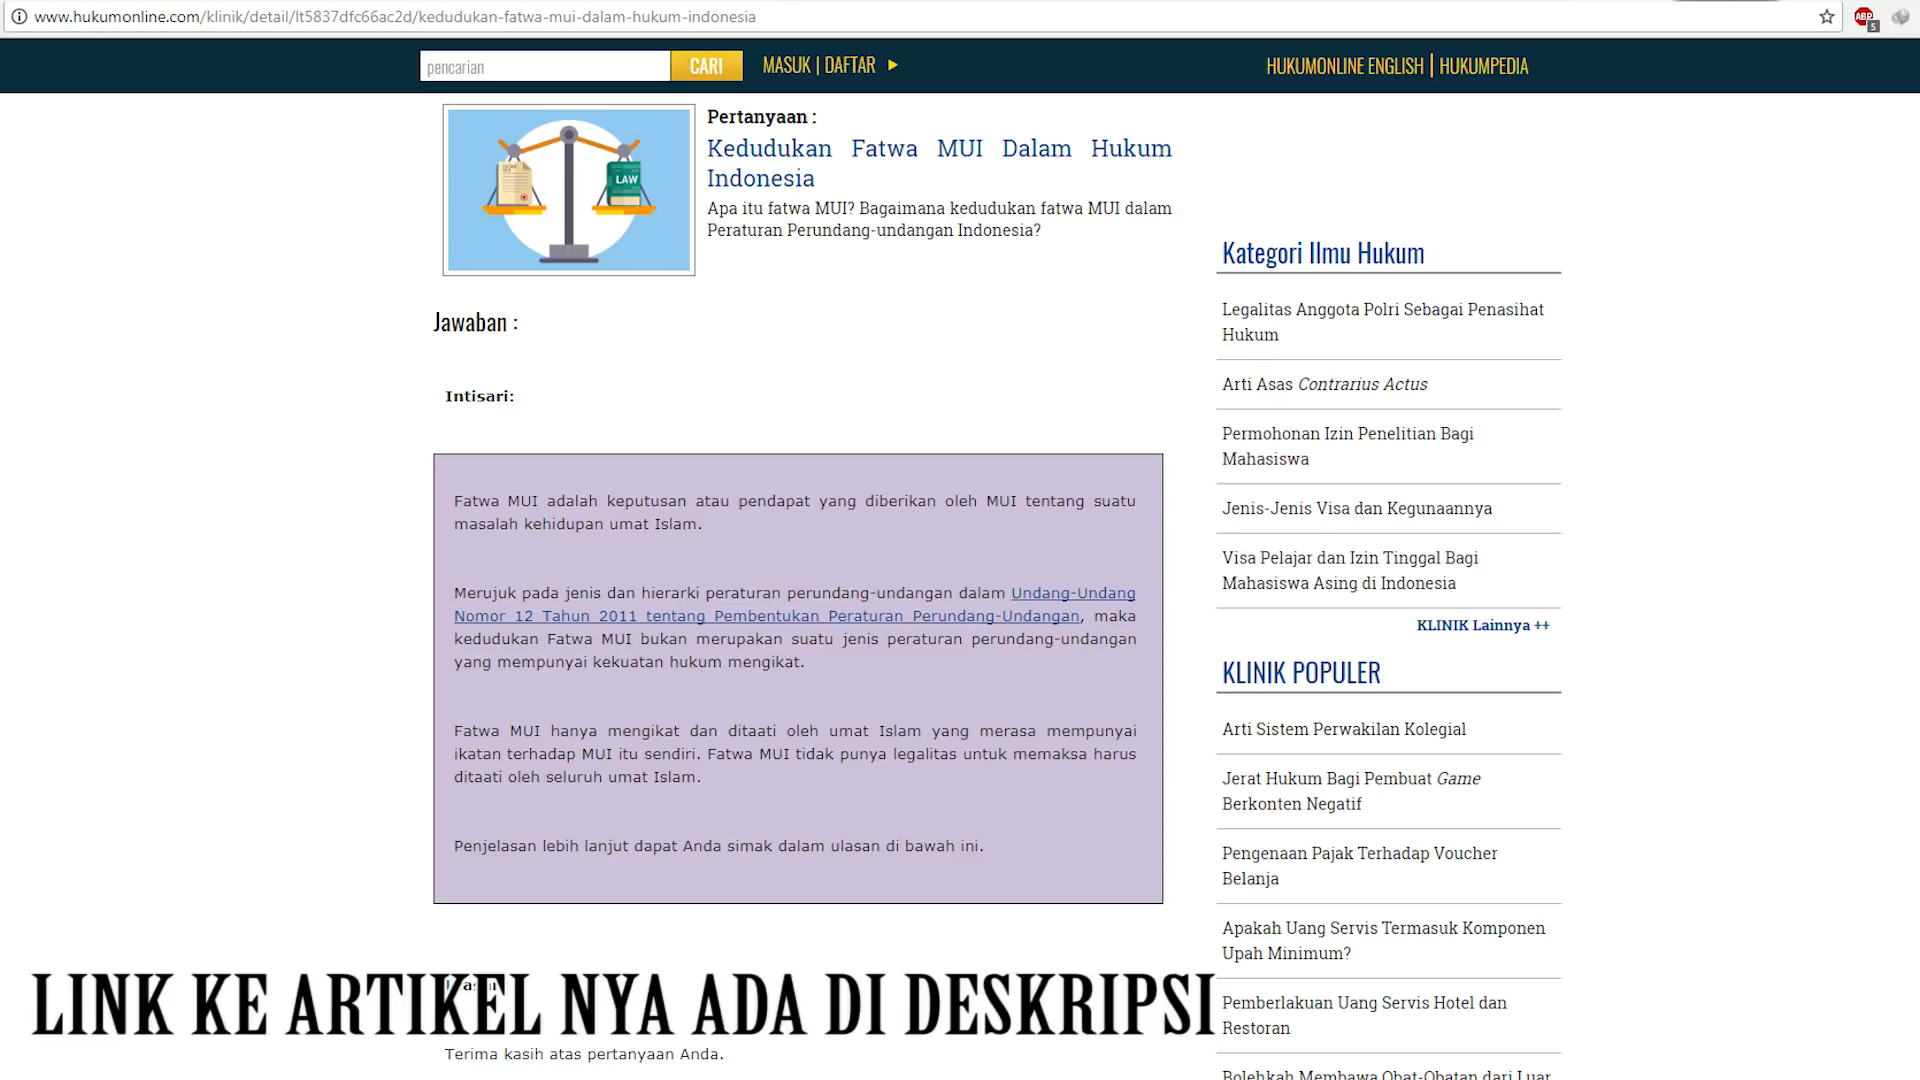 www.hukumonline.com/klinik/detail/lt5837dfc66ac2d/kedudukan-fatwa-mui-dalam-hukum-indonesia
ABP
5
pencarian
CARI
MASUK | DAFTAR
HUKUMONLINE ENGLISH | HUKUMPEDIA
LAW
Pertanyaan :
Kedudukan Fatwa MUI Dalam Hukum
Indonesia
Apa itu fatwa MUI? Bagaimana kedudukan fatwa MUI dalam
Peraturan Perundang-undangan Indonesia?
Jawaban :
Intisari:
Fatwa MUI adalah keputusan atau pendapat yang diberikan oleh MUI tentang suatu
masalah kehidupan umat Islam.
Merujuk pada jenis dan hierarki peraturan perundang-undangan dalam Undang-Undang
Nomor 12 Tahun 2011 tentang Pembentukan Peraturan Perundang-Undangan, maka
kedudukan Fatwa MUI bukan merupakan suatu jenis peraturan perundang-undangan
yang mempunyai kekuatan hukum mengikat.
Fatwa MUI hanya mengikat dan ditaati oleh umat Islam yang merasa mempunyai
ikatan terhadap MUI itu sendiri. Fatwa MUI tidak punya legalitas untuk memaksa harus
ditaati oleh seluruh umat Islam.
Penjelasan lebih lanjut dapat Anda simak dalam ulasan di bawah ini.
LINK KE ARTIKEL NYA ADA DI DESKRIPSI
Terima kasih atas pertanyaan Anda.
Kategori Ilmu Hukum
Legalitas Anggota Polri Sebagai Penasihat
Hukum
Arti Asas Contrarius Actus
Permohonan Izin Penelitian Bagi
Mahasiswa
Jenis-Jenis Visa dan Kegunaannya
Visa Pelajar dan Izin Tinggal Bagi
Mahasiswa Asing di Indonesia
KLINIK Lainnya ++
KLINIK POPULER
Arti Sistem Perwakilan Kolegial
Jerat Hukum Bagi Pembuat Game
Berkonten Negatif
Pengenaan Pajak Terhadap Voucher
Belanja
Apakah Uang Servis Termasuk Komponen
Upah Minimum?
Pemberlakuan Uang Servis Hotel dan
Restoran
Bolehkah Membawa Obat-Obatan dari Luar